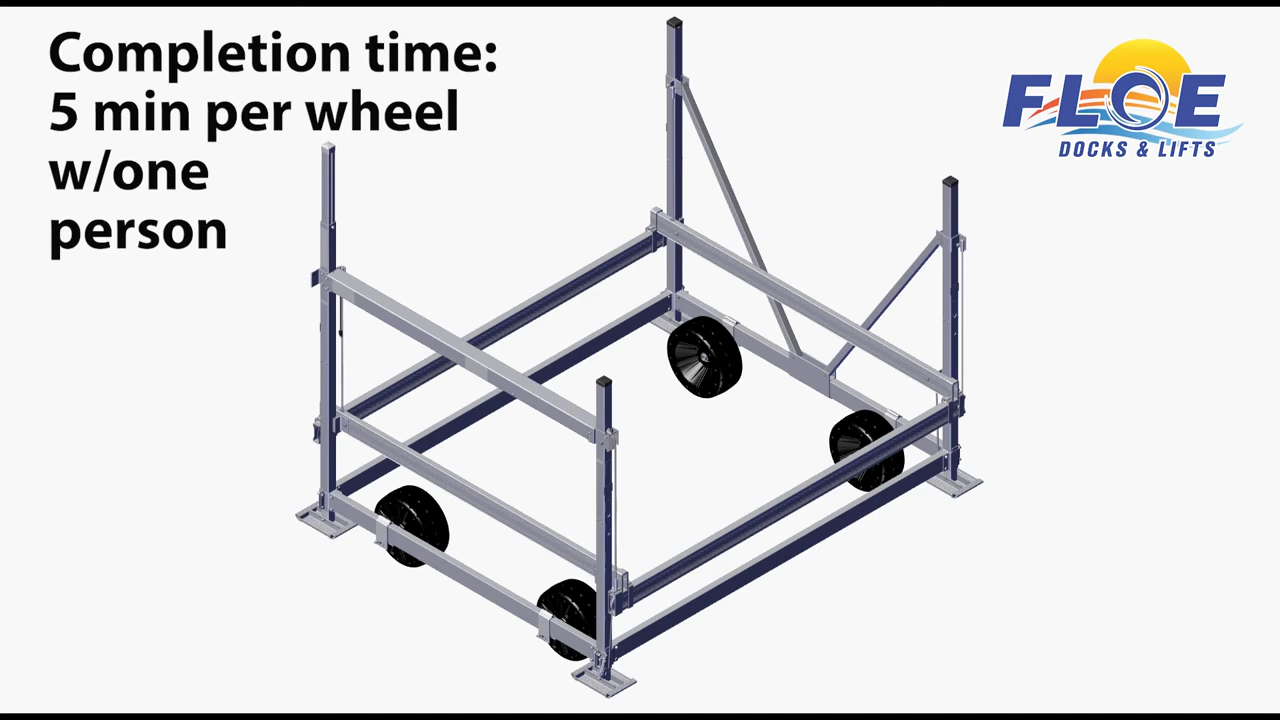 Completion time:
5 min per wheel
w/one
person
FLOE
DOCKS & LIFTS